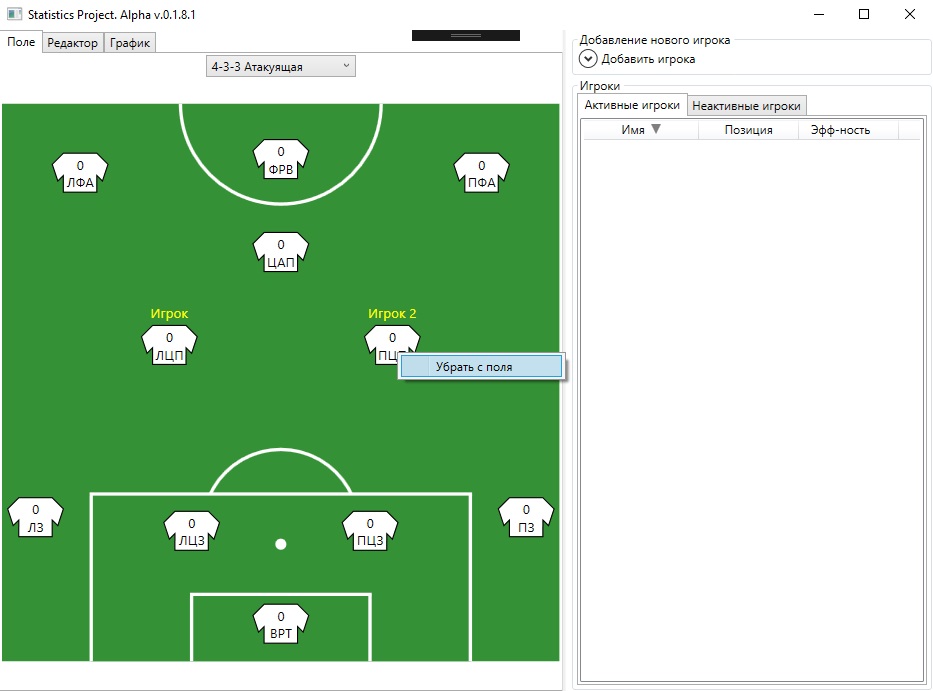 Statistics Project. Alpha v.0.1.8.1
Поле Редактор График
4-3-3 Атакующая
0
ЛФА
0
ФРВ
0
ПФА
0
ЦАП
Игрок
0
ЛЦП
Игрок 2
0
Убрать с поля
0
ЛЗ
0
ЛЦЗ
0
ПЦЗ
0
ПЗ
0
ВРТ
Добавление нового игрока
Добавить игрока
Игроки
Активные игроки Неактивные игроки
Имя Позиция Эфф-ность